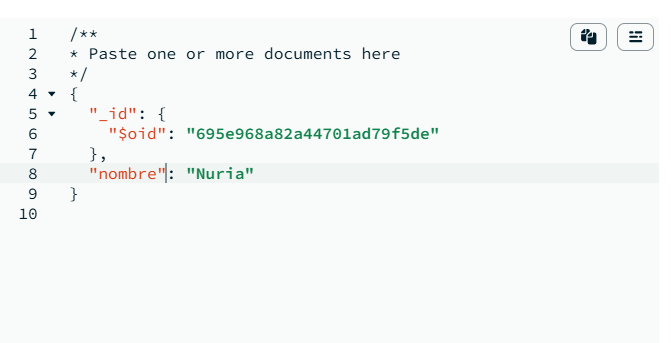 1 /**
2 * Paste one or more documents here
3 */
4 {
5 "_id": {
6 "$oid": "695e968a82a44701ad79f5de"
7 },
8 "nombre": "Nuria"
9 }
10